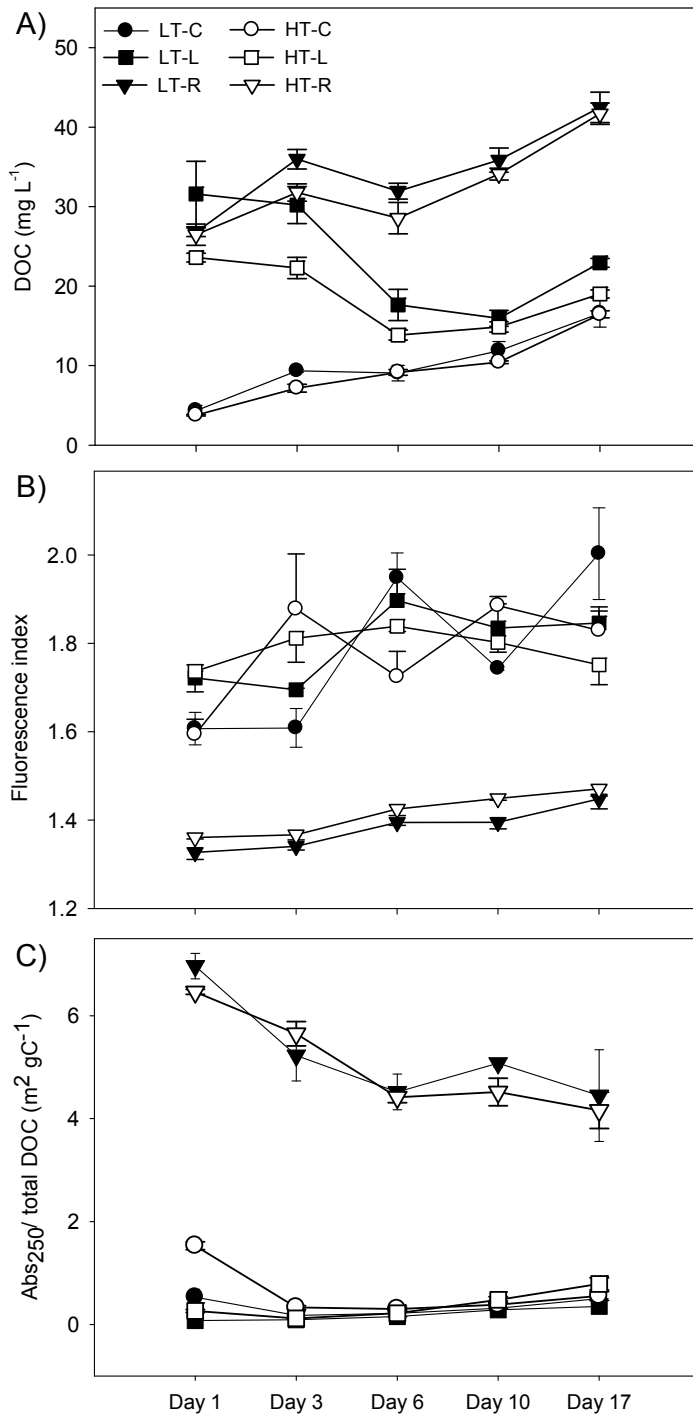 A)
LT-C HT-C
LT-L HT-L
LT-R HT-R
60
50
40
30
20
10
0
DOC (mg L⁻¹)
B)
2.0
1.8
1.6
1.4
1.2
Fluorescence index
C)
6
4
2
0
Abs₂₅₀/ total DOC (m² gC⁻¹)
Day 1 Day 3 Day 6 Day 10 Day 17